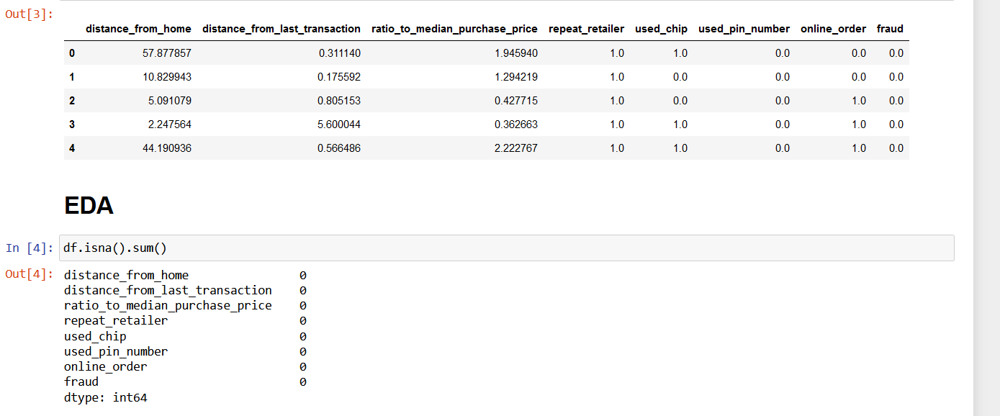 Out[3]:
distance_from_home distance_from_last_transaction ratio_to_median_purchase_price repeat_retailer used_chip used_pin_number online_order fraud
0 57.877857 0.311140 1.945940 1.0 1.0 0.0 0.0 0.0
1 10.829943 0.175592 1.294219 1.0 0.0 0.0 0.0 0.0
2 5.091079 0.805153 0.427715 1.0 0.0 0.0 1.0 0.0
3 2.247564 5.600044 0.362663 1.0 1.0 0.0 1.0 0.0
4 44.190936 0.566486 2.222767 1.0 1.0 0.0 1.0 0.0
EDA
In [4]: df.isna().sum()
Out[4]: distance_from_home 0
distance_from_last_transaction 0
ratio_to_median_purchase_price 0
repeat_retailer 0
used_chip 0
used_pin_number 0
online_order 0
fraud 0
dtype: int64